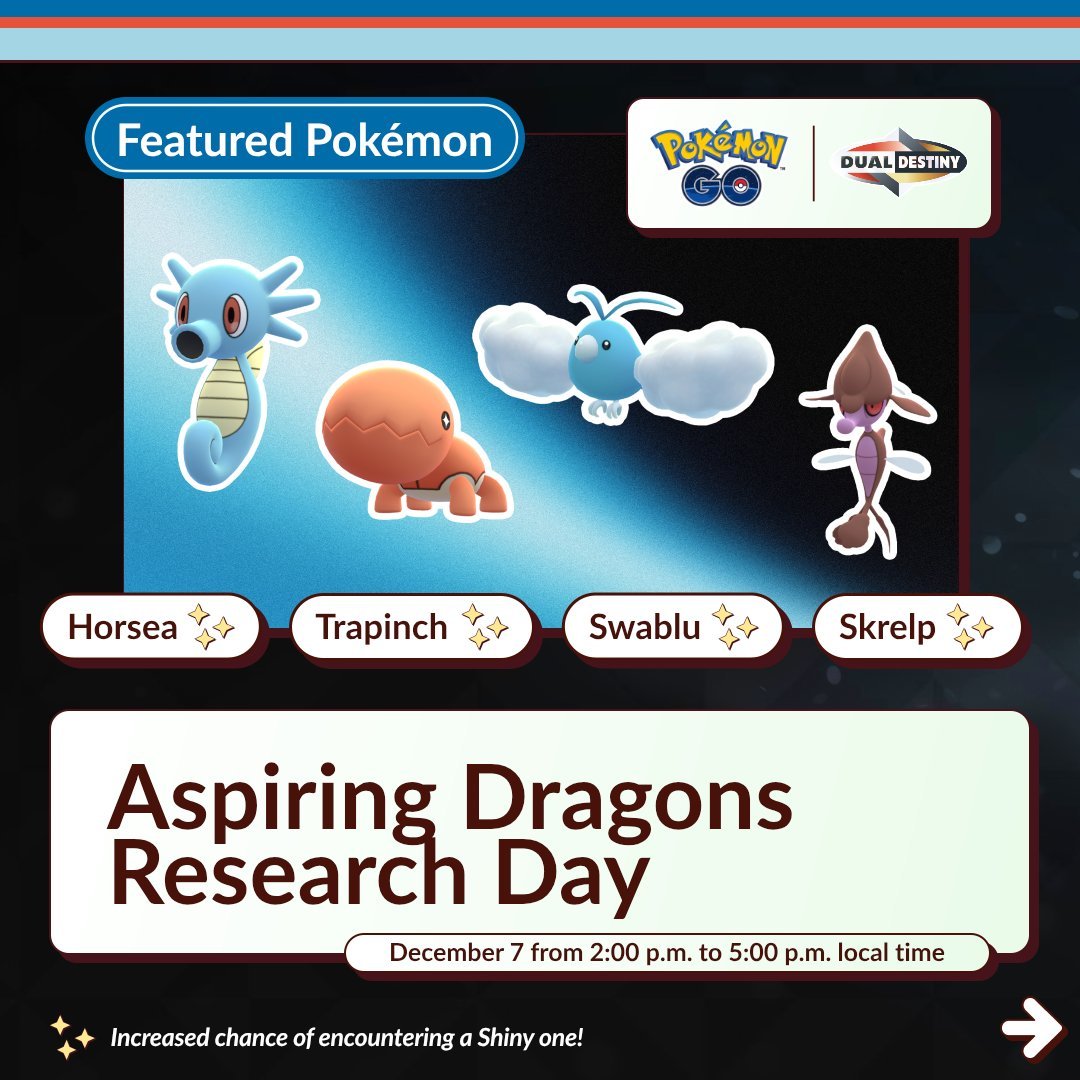 Featured Pokémon
POKÉMON
GO
DUAL DESTINY
Horsea
Trapinch
Swablu
Skrelp
Aspiring Dragons
Research Day
December 7 from 2:00 p.m. to 5:00 p.m. local time
Increased chance of encountering a Shiny one!